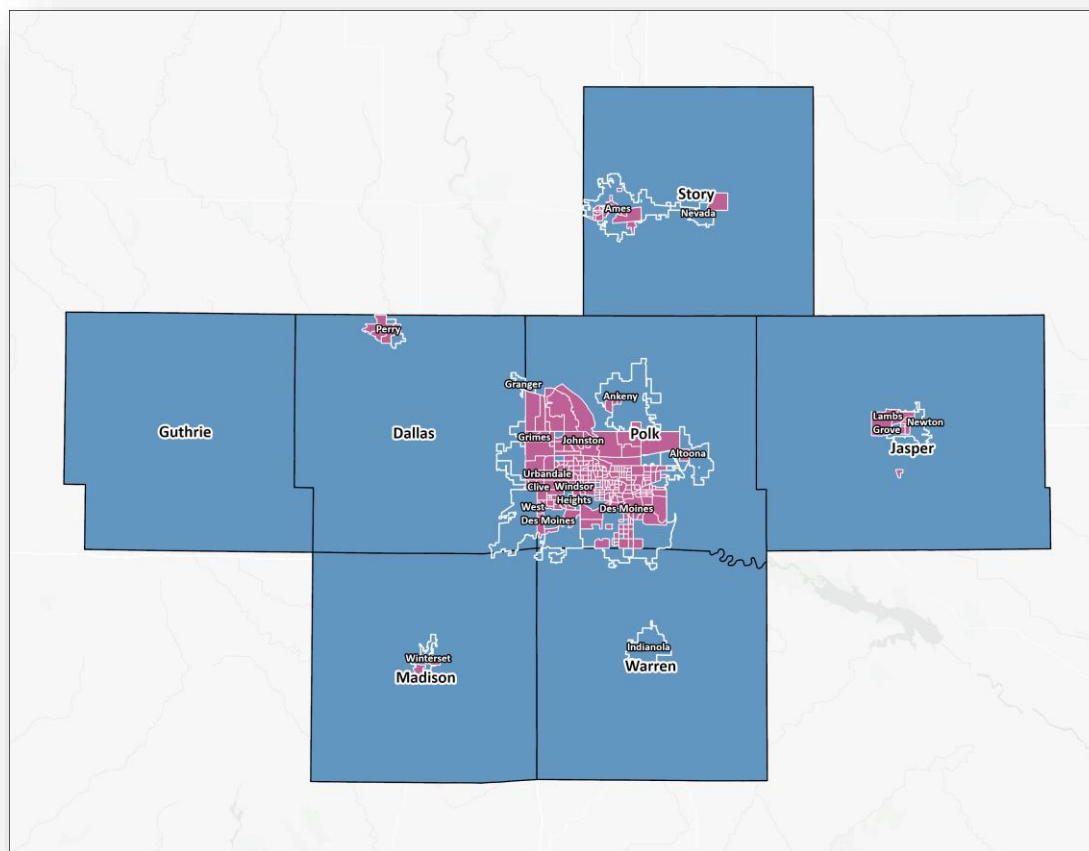 Story
Ames
Nevada
Perry
Granger
Ankeny
Guthrie
Dallas
Grimes
Johnston
Polk
Altoona
Lambs
Grove
Newton
Jasper
Urbandale
Clive
Windsor
Heights
West
Des Moines
Des Moines
Winterset
Madison
Indianola
Warren